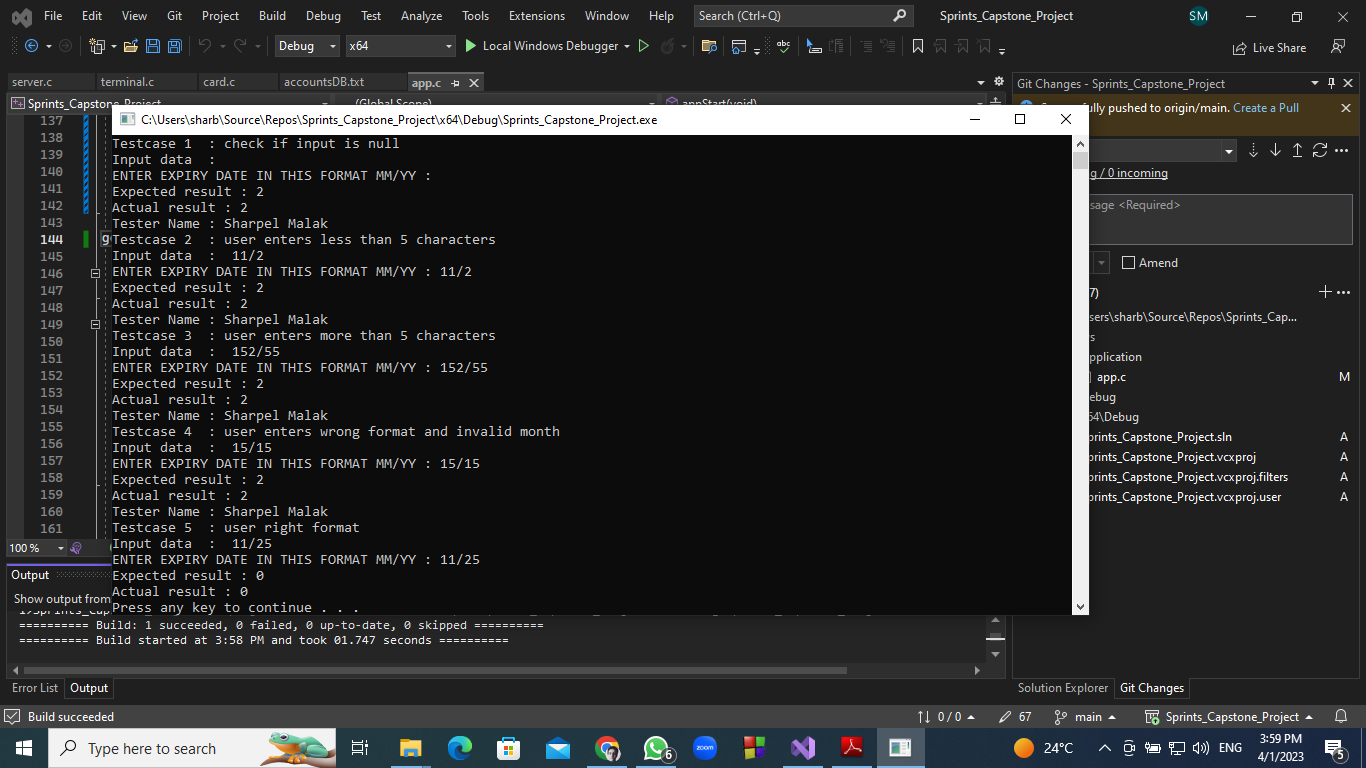 File Edit View Git Project Build Debug Test Analyze Tools Extensions Window Help Search (Ctrl+Q) Sprints_Capstone_Project SM
Debug x64 Local Windows Debugger Live Share
server.c terminal.c card.c accountsDB.txt app.c
Git Changes - Sprints_Capstone_Project
Sprints_Capstone_Project (Global Scope) appStart(void)
fully pushed to origin/main. Create a Pull
C:\Users\sharb\Source\Repos\Sprints_Capstone_Project\x64\Debug\Sprints_Capstone_Project.exe
137
138
139
140
141
142
143
144
145
146
147
148
149
150
151
152
153
154
155
156
157
158
159
160
161
Testcase 1  : check if input is null
Input data  :
ENTER EXPIRY DATE IN THIS FORMAT MM/YY :
Expected result : 2
Actual result : 2
Tester Name : Sharpel Malak
Testcase 2  : user enters less than 5 characters
Input data  :  11/2
ENTER EXPIRY DATE IN THIS FORMAT MM/YY : 11/2
Expected result : 2
Actual result : 2
Tester Name : Sharpel Malak
Testcase 3  : user enters more than 5 characters
Input data  :  152/55
ENTER EXPIRY DATE IN THIS FORMAT MM/YY : 152/55
Expected result : 2
Actual result : 2
Tester Name : Sharpel Malak
Testcase 4  : user enters wrong format and invalid month
Input data  :  15/15
ENTER EXPIRY DATE IN THIS FORMAT MM/YY : 15/15
Expected result : 2
Actual result : 2
Tester Name : Sharpel Malak
Testcase 5  : user right format
Input data  :  11/25
ENTER EXPIRY DATE IN THIS FORMAT MM/YY : 11/25
Expected result : 0
Actual result : 0
Press any key to continue . . .
/ 0 incoming
sage <Required>
Amend
7)
sers\sharb\Source\Repos\Sprints_Cap...
pplication
app.c M
ebug
64\Debug
prints_Capstone_Project.sln A
prints_Capstone_Project.vcxproj A
prints_Capstone_Project.vcxproj.filters A
prints_Capstone_Project.vcxproj.user A
100 %
Output
Show output from
========== Build: 1 succeeded, 0 failed, 0 up-to-date, 0 skipped ==========
========== Build started at 3:58 PM and took 01.747 seconds ==========
Error List Output
Solution Explorer Git Changes
Build succeeded 0 / 0 67 main Sprints_Capstone_Project
Type here to search 6 zoom 24°C ENG 3:59 PM 4/1/2023 5